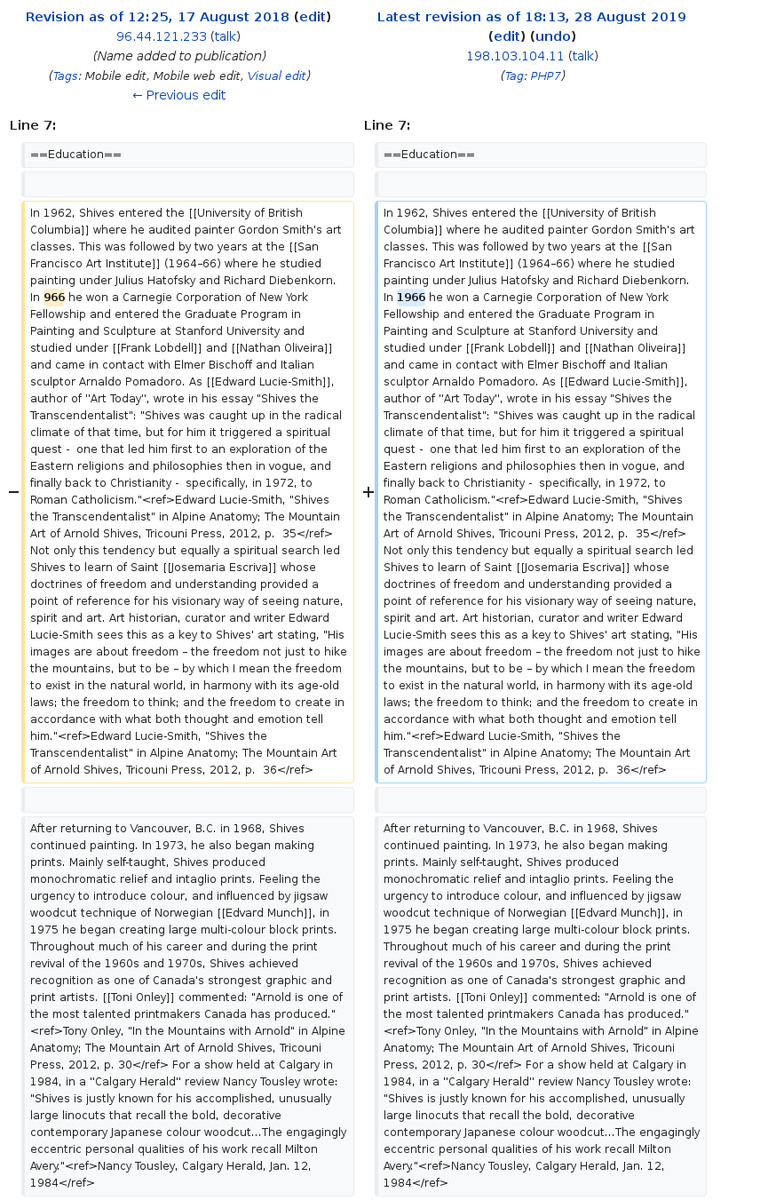 Revision as of 12:25, 17 August 2018 (edit)
96.44.121.233 (talk)
(Name added to publication)
(Tags: Mobile edit, Mobile web edit, Visual edit)
← Previous edit
Latest revision as of 18:13, 28 August 2019
(edit) (undo)
198.103.104.11 (talk)
(Tag: PHP7)
Line 7:
Line 7:
==Education==
==Education==
−
In 1962, Shives entered the [[University of British
Columbia]] where he audited painter Gordon Smith's art
classes. This was followed by two years at the [[San
Francisco Art Institute]] (1964–66) where he studied
painting under Julius Hatofsky and Richard Diebenkorn.
In 966 he won a Carnegie Corporation of New York
Fellowship and entered the Graduate Program in
Painting and Sculpture at Stanford University and
studied under [[Frank Lobdell]] and [[Nathan Oliveira]]
and came in contact with Elmer Bischoff and Italian
sculptor Arnaldo Pomadoro. As [[Edward Lucie-Smith]],
author of ''Art Today'', wrote in his essay "Shives the
Transcendentalist": "Shives was caught up in the radical
climate of that time, but for him it triggered a spiritual
quest -  one that led him first to an exploration of the
Eastern religions and philosophies then in vogue, and
finally back to Christianity -  specifically, in 1972, to
Roman Catholicism."<ref>Edward Lucie-Smith, "Shives
the Transcendentalist" in Alpine Anatomy; The Mountain
Art of Arnold Shives, Tricouni Press, 2012, p.  35</ref>
Not only this tendency but equally a spiritual search led
Shives to learn of Saint [[Josemaria Escriva]] whose
doctrines of freedom and understanding provided a
point of reference for his visionary way of seeing nature,
spirit and art. Art historian, curator and writer Edward
Lucie-Smith sees this as a key to Shives' art stating, "His
images are about freedom – the freedom not just to hike
the mountains, but to be – by which I mean the freedom
to exist in the natural world, in harmony with its age-old
laws; the freedom to think; and the freedom to create in
accordance with what both thought and emotion tell
him."<ref>Edward Lucie-Smith, "Shives the
Transcendentalist" in Alpine Anatomy; The Mountain Art
of Arnold Shives, Tricouni Press, 2012, p.  36</ref>
+
In 1962, Shives entered the [[University of British
Columbia]] where he audited painter Gordon Smith's art
classes. This was followed by two years at the [[San
Francisco Art Institute]] (1964–66) where he studied
painting under Julius Hatofsky and Richard Diebenkorn.
In 1966 he won a Carnegie Corporation of New York
Fellowship and entered the Graduate Program in
Painting and Sculpture at Stanford University and
studied under [[Frank Lobdell]] and [[Nathan Oliveira]]
and came in contact with Elmer Bischoff and Italian
sculptor Arnaldo Pomadoro. As [[Edward Lucie-Smith]],
author of ''Art Today'', wrote in his essay "Shives the
Transcendentalist": "Shives was caught up in the radical
climate of that time, but for him it triggered a spiritual
quest -  one that led him first to an exploration of the
Eastern religions and philosophies then in vogue, and
finally back to Christianity -  specifically, in 1972, to
Roman Catholicism."<ref>Edward Lucie-Smith, "Shives
the Transcendentalist" in Alpine Anatomy; The Mountain
Art of Arnold Shives, Tricouni Press, 2012, p.  35</ref>
Not only this tendency but equally a spiritual search led
Shives to learn of Saint [[Josemaria Escriva]] whose
doctrines of freedom and understanding provided a
point of reference for his visionary way of seeing nature,
spirit and art. Art historian, curator and writer Edward
Lucie-Smith sees this as a key to Shives' art stating, "His
images are about freedom – the freedom not just to hike
the mountains, but to be – by which I mean the freedom
to exist in the natural world, in harmony with its age-old
laws; the freedom to think; and the freedom to create in
accordance with what both thought and emotion tell
him."<ref>Edward Lucie-Smith, "Shives the
Transcendentalist" in Alpine Anatomy; The Mountain Art
of Arnold Shives, Tricouni Press, 2012, p.  36</ref>
After returning to Vancouver, B.C. in 1968, Shives
continued painting. In 1973, he also began making
prints. Mainly self-taught, Shives produced
monochromatic relief and intaglio prints. Feeling the
urgency to introduce colour, and influenced by jigsaw
woodcut technique of Norwegian [[Edvard Munch]], in
1975 he began creating large multi-colour block prints.
Throughout much of his career and during the print
revival of the 1960s and 1970s, Shives achieved
recognition as one of Canada's strongest graphic and
print artists. [[Toni Onley]] commented: "Arnold is one of
the most talented printmakers Canada has produced."
<ref>Tony Onley, "In the Mountains with Arnold" in Alpine
Anatomy; The Mountain Art of Arnold Shives, Tricouni
Press, 2012, p. 30</ref> For a show held at Calgary in
1984, in a ''Calgary Herald'' review Nancy Tousley wrote:
"Shives is justly known for his accomplished, unusually
large linocuts that recall the bold, decorative
contemporary Japanese colour woodcut...The engagingly
eccentric personal qualities of his work recall Milton
Avery."<ref>Nancy Tousley, Calgary Herald, Jan. 12,
1984</ref>
After returning to Vancouver, B.C. in 1968, Shives
continued painting. In 1973, he also began making
prints. Mainly self-taught, Shives produced
monochromatic relief and intaglio prints. Feeling the
urgency to introduce colour, and influenced by jigsaw
woodcut technique of Norwegian [[Edvard Munch]], in
1975 he began creating large multi-colour block prints.
Throughout much of his career and during the print
revival of the 1960s and 1970s, Shives achieved
recognition as one of Canada's strongest graphic and
print artists. [[Toni Onley]] commented: "Arnold is one of
the most talented printmakers Canada has produced."
<ref>Tony Onley, "In the Mountains with Arnold" in Alpine
Anatomy; The Mountain Art of Arnold Shives, Tricouni
Press, 2012, p. 30</ref> For a show held at Calgary in
1984, in a ''Calgary Herald'' review Nancy Tousley wrote:
"Shives is justly known for his accomplished, unusually
large linocuts that recall the bold, decorative
contemporary Japanese colour woodcut...The engagingly
eccentric personal qualities of his work recall Milton
Avery."<ref>Nancy Tousley, Calgary Herald, Jan. 12,
1984</ref>